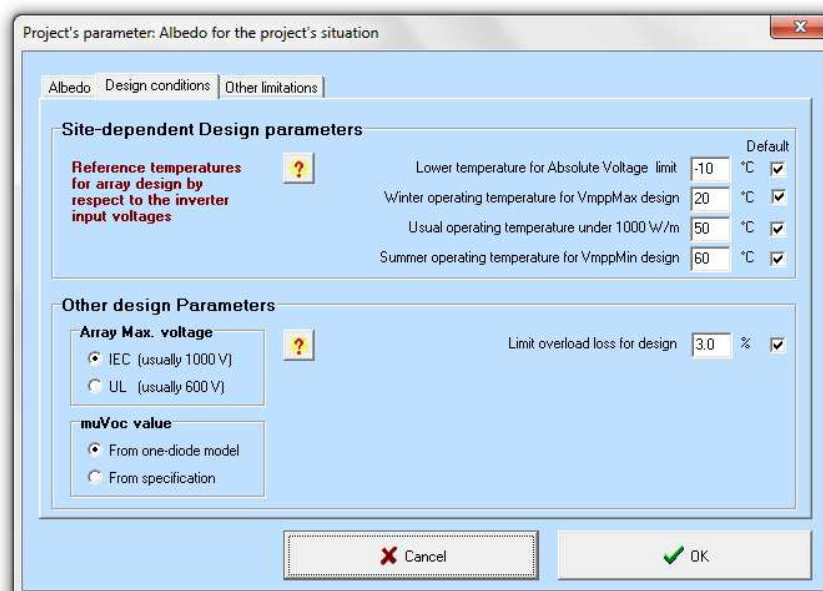 Project's parameter: Albedo for the project's situation
Albedo
Design conditions
Other limitations
Site-dependent Design parameters
Default
Reference temperatures
for array design by
respect to the inverter
input voltages
?
Lower temperature for Absolute Voltage limit -10 °C
Winter operating temperature for VmppMax design 20 °C
Usual operating temperature under 1000 W/m 50 °C
Summer operating temperature for VmppMin design 60 °C
Other design Parameters
Array Max. voltage
IEC (usually 1000 V)
UL (usually 600 V)
?
Limit overload loss for design 3.0 %
muVoc value
From one-diode model
From specification
Cancel
OK